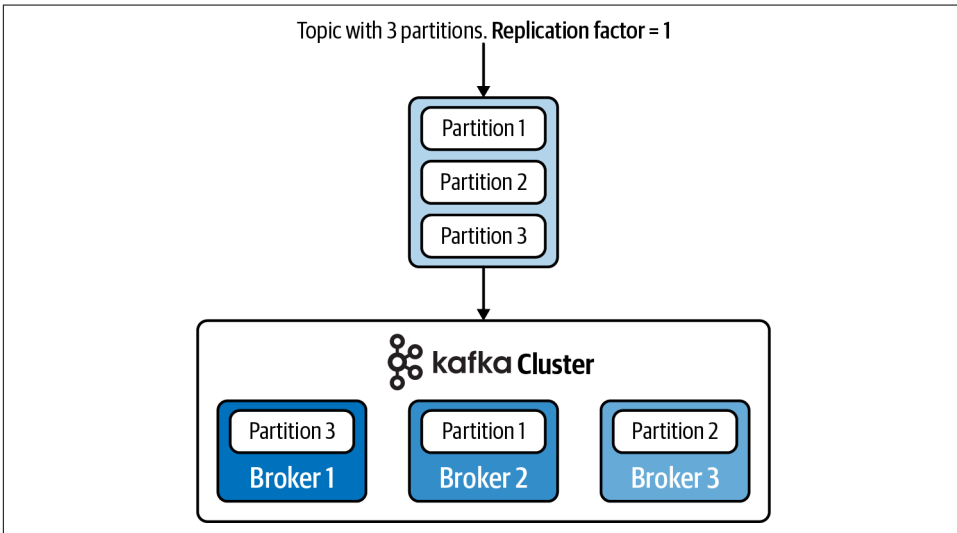 Topic with 3 partitions. Replication factor = 1
Partition 1
Partition 2
Partition 3
kafka Cluster
Partition 3
Broker 1
Partition 1
Broker 2
Partition 2
Broker 3